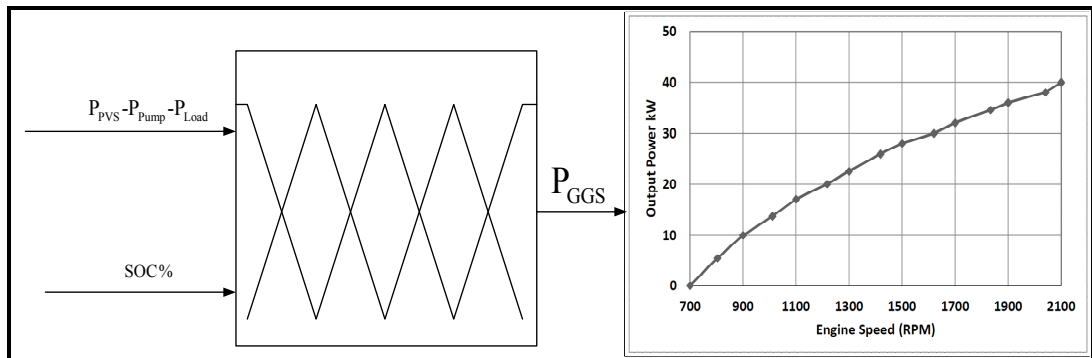 P_PVS-P_Pump-P_Load
SOC%
P_GGS
50
40
30
20
10
0
Output Power kW
700 900 1100 1300 1500 1700 1900 2100
Engine Speed (RPM)